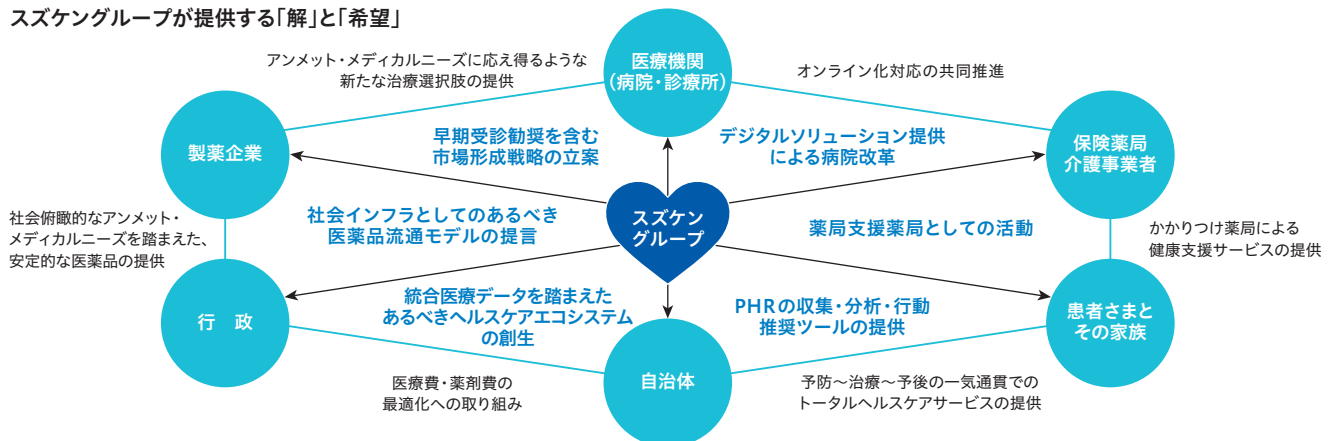 スズケングループが提供する「解」と「希望」
アンメット・メディカルニーズに応え得るような
新たな治療選択肢の提供
医療機関
（病院・診療所）
オンライン化対応の共同推進
製薬企業
早期受診勧奨を含む
市場形成戦略の立案
デジタルソリューション提供
による病院改革
保険薬局
介護事業者
社会俯瞰的なアンメット・
メディカルニーズを踏まえた、
安定的な医薬品の提供
社会インフラとしてのあるべき
医薬品流通モデルの提言
スズケン
グループ
薬局支援薬局としての活動
かかりつけ薬局による
健康支援サービスの提供
行　政
統合医療データを踏まえた
あるべきヘルスケアエコシステム
の創生
PHRの収集・分析・行動
推奨ツールの提供
患者さまと
その家族
医療費・薬剤費の
最適化への取り組み
自治体
予防～治療～予後の一気通貫での
トータルヘルスケアサービスの提供